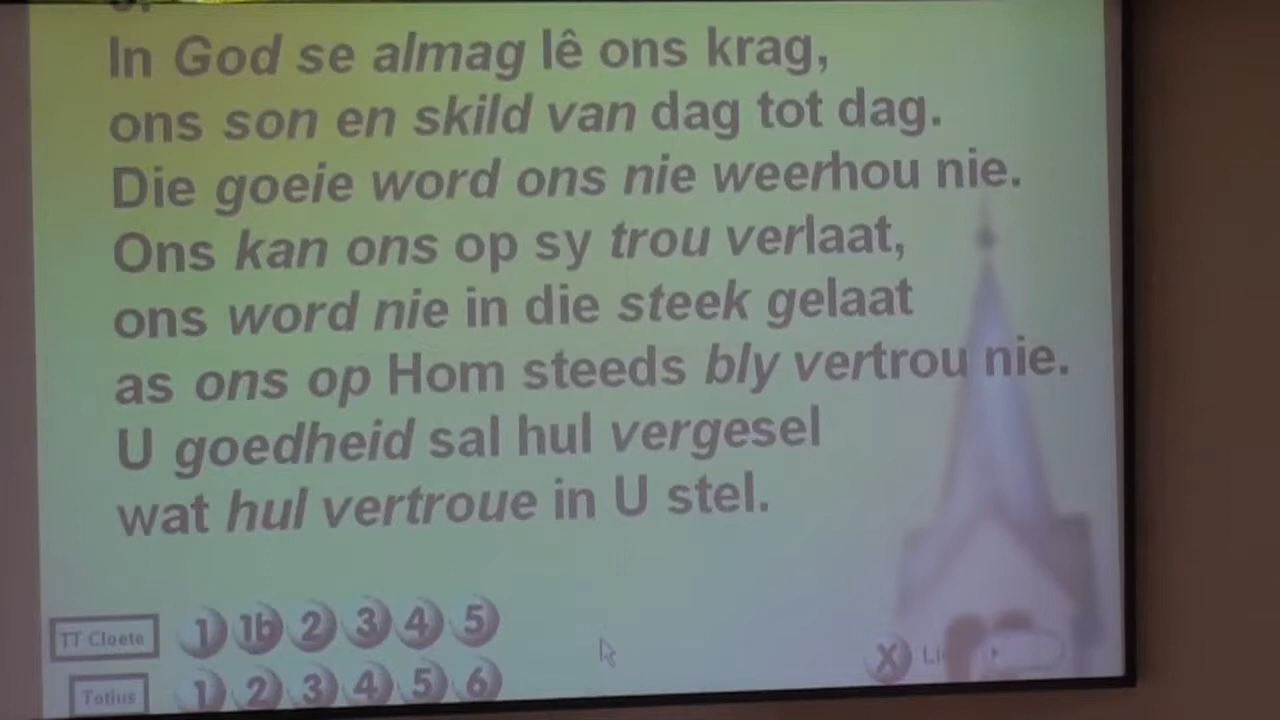 In God se almag lê ons krag,
ons son en skild van dag tot dag.
Die goeie word ons nie weerhou nie.
Ons kan ons op sy trou verlaat,
ons word nie in die steek gelaat
as ons op Hom steeds bly vertrou nie.
U goedheid sal hul vergesel
wat hul vertroue in U stel.
TT Cloete 1 1b 2 3 4 5
X
Totius 1 2 3 4 5 6